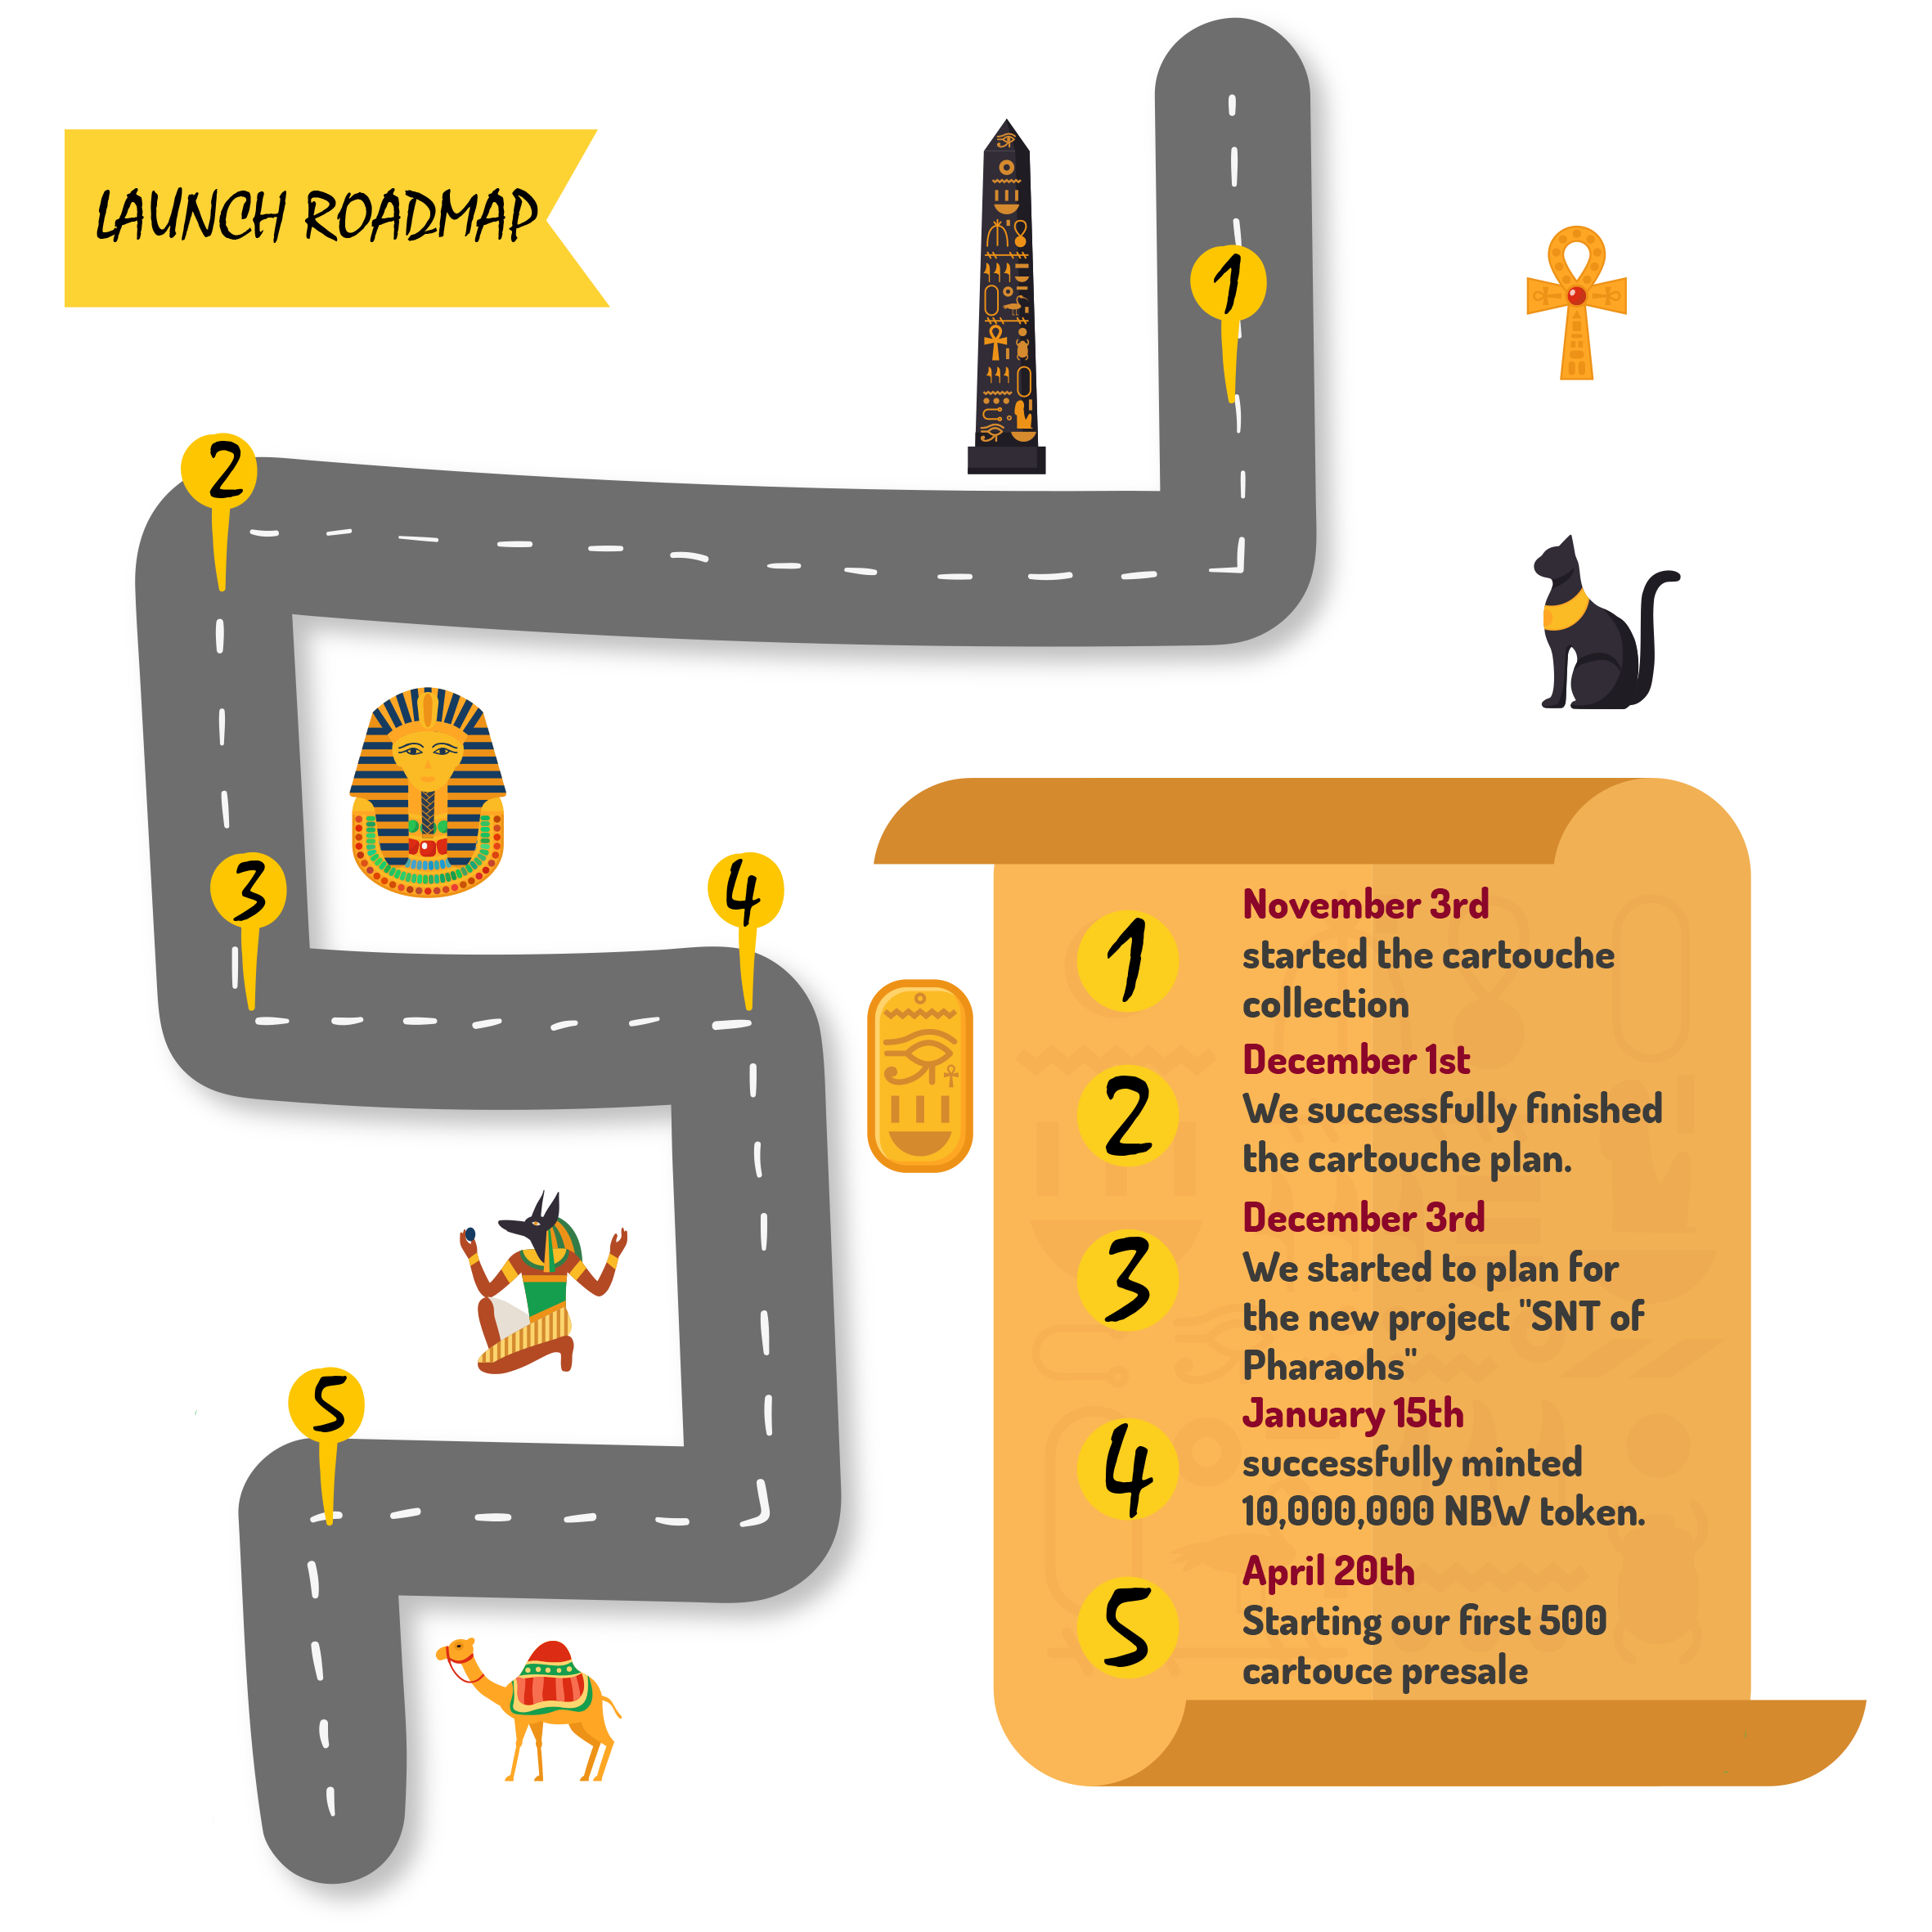 LAUNCH ROADMAP
1
2
3
4
5
1
November 3rd
started the cartouche
collection
2
December 1st
We successfully finished
the cartouche plan.
3
December 3rd
We started to plan for
the new project "SNT of
Pharaohs"
4
January 15th
successfully minted
10,000,000 NBW token.
5
April 20th
Starting our first 500
cartouce presale